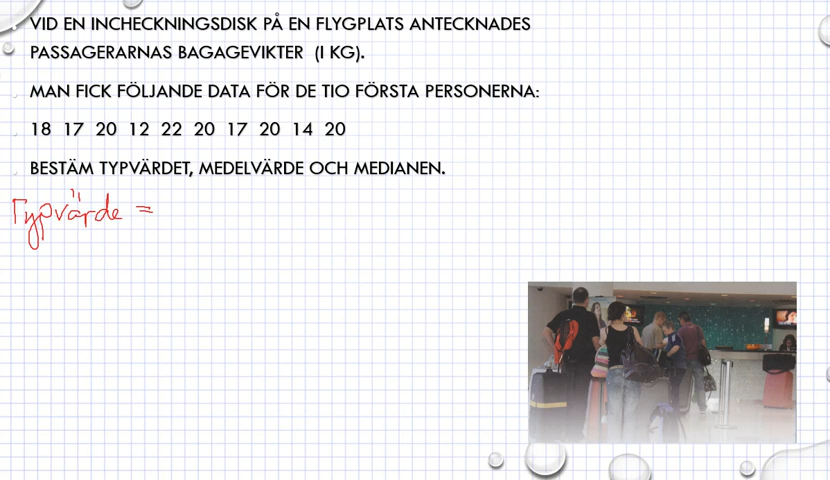 VID EN INCHECKNINGSDISK PÅ EN FLYGPLATS ANTECKNADES
PASSAGERARNAS BAGAGEVIKTER (I KG).
MAN FICK FÖLJANDE DATA FÖR DE TIO FÖRSTA PERSONERNA:
18 17 20 12 22 20 17 20 14 20
BESTÄM TYPVÄRDET, MEDELVÄRDE OCH MEDIANEN.
Typvärde =